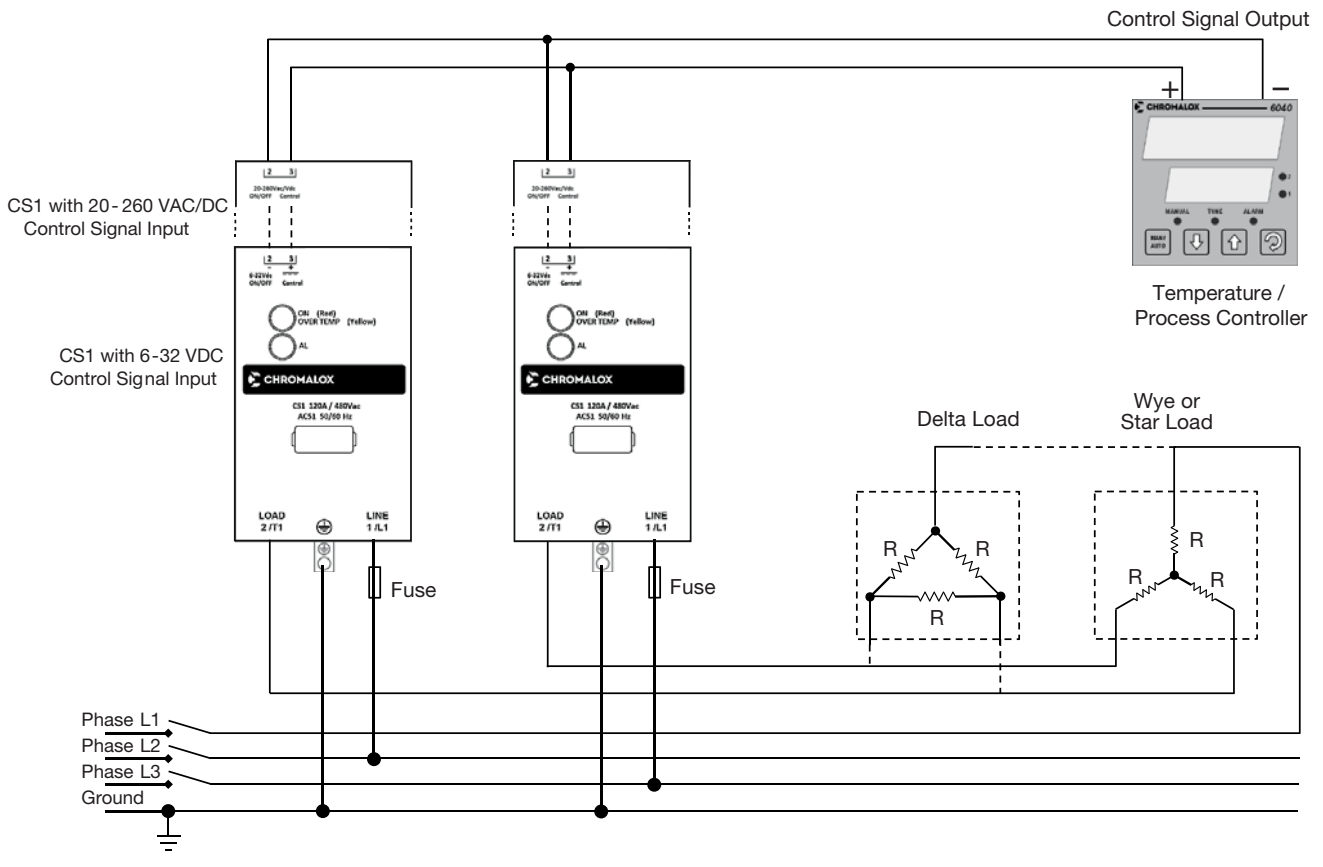 Control Signal Output
+ −
CHROMALOX 6040
2
1
MANUAL TUNE ALARM
MAN/
AUTO
Temperature /
Process Controller
CS1 with 20-260 VAC/DC
Control Signal Input
2 3
20-260Vac/Vdc
ON/OFF Control
2 3
- +
6-32Vdc
ON/OFF Control
ON (Red)
OVER TEMP (Yellow)
AL
CHROMALOX
CS1 120A / 480Vac
AC51 50/60 Hz
LOAD
2 /T1
LINE
1 /L1
Fuse
CS1 with 6-32 VDC
Control Signal Input
2 3
20-260Vac/Vdc
ON/OFF Control
2 3
- +
6-32Vdc
ON/OFF Control
ON (Red)
OVER TEMP (Yellow)
AL
CHROMALOX
CS1 120A / 480Vac
AC51 50/60 Hz
LOAD
2 /T1
LINE
1 /L1
Fuse
Delta Load
R R
R
Wye or
Star Load
R
R R
Phase L1
Phase L2
Phase L3
Ground